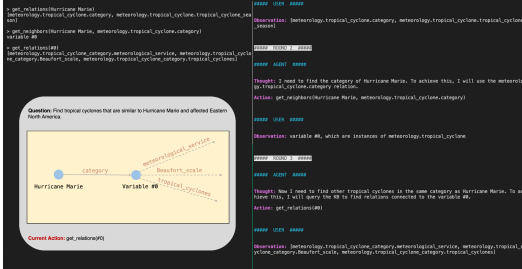 > get_relations(Hurricane Marie)
[meteorology.tropical_cyclone.category, meteorology.tropical_cyclone.tropical_cyclone_sea
son]
> get_neighbors(Hurricane Marie, meteorology.tropical_cyclone.category)
variable #0
> get_relations(#0)
[meteorology.tropical_cyclone_category.meteorological_service, meteorology.tropical_cyclo
ne_category.Beaufort_scale, meteorology.tropical_cyclone_category.tropical_cyclones]
Question: Find tropical cyclones that are similar to Hurricane Marie and affected Eastern
North America.
meteorological_service
category
Beaufort_scale
tropical_cyclones
Hurricane Marie
Variable #0
Current Action: get_relations(#0)
##### USER #####
Observation: [meteorology.tropical_cyclone.category, meteorology.tropical_cyclone.tropical_cyclone
_season]
##### ROUND 2 #####
##### AGENT #####
Thought: I need to find the category of Hurricane Marie. To achieve this, I will use the meteorolo
gy.tropical_cyclone.category relation.
Action: get_neighbors(Hurricane Marie, meteorology.tropical_cyclone.category)
##### USER #####
Observation: variable #0, which are instances of meteorology.tropical_cyclone
##### ROUND 3 #####
##### AGENT #####
Thought: Now I need to find other tropical cyclones in the same category as Hurricane Marie. To ac
hieve this, I will query the KB to find relations connected to the variable #0.
Action: get_relations(#0)
##### USER #####
Observation: [meteorology.tropical_cyclone_category.meteorological_service, meteorology.tropical_c
yclone_category.Beaufort_scale, meteorology.tropical_cyclone_category.tropical_cyclones]